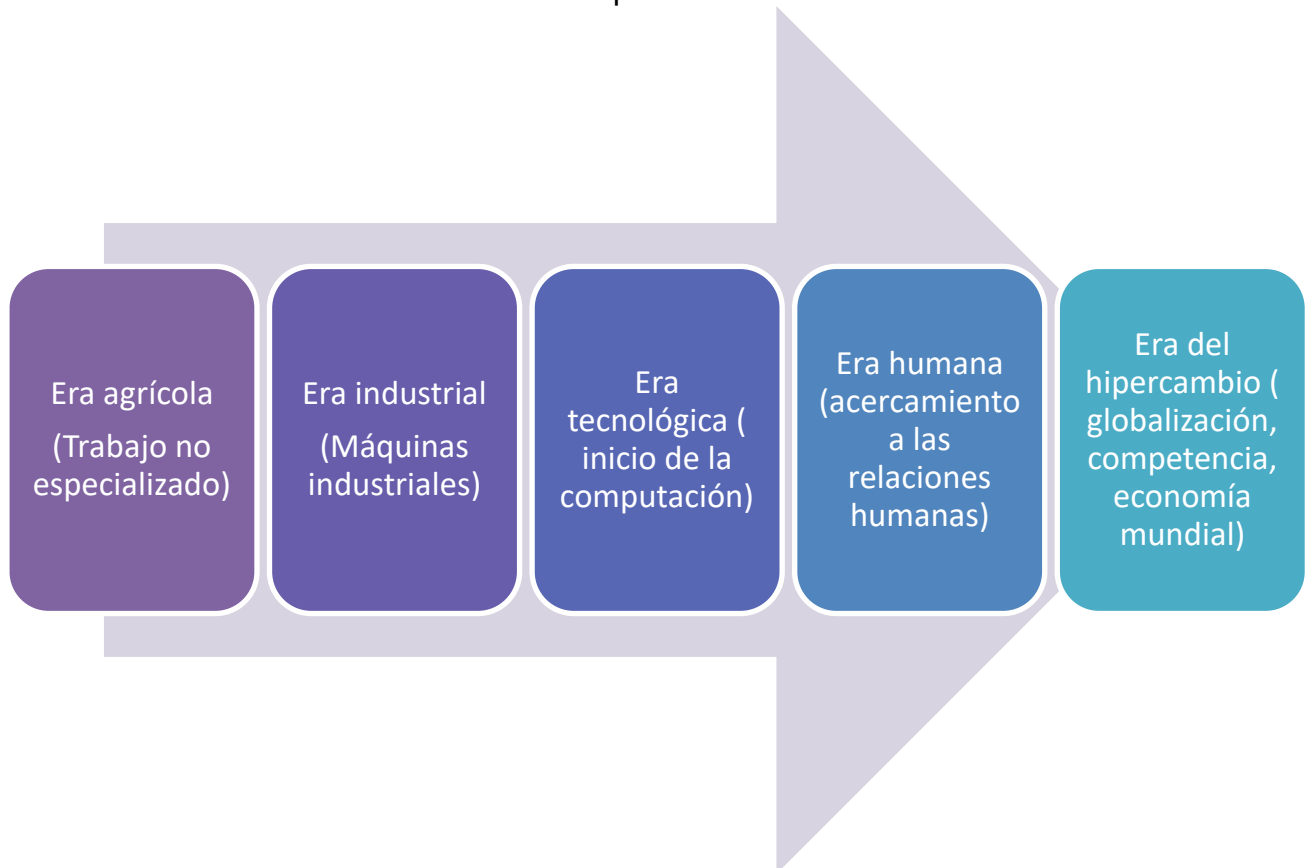 Era agrícola
(Trabajo no
especializado)
Era industrial
(Máquinas
industriales)
Era
tecnológica (
inicio de la
computación)
Era humana
(acercamiento
a las
relaciones
humanas)
Era del
hipercambio (
globalización,
competencia,
economía
mundial)